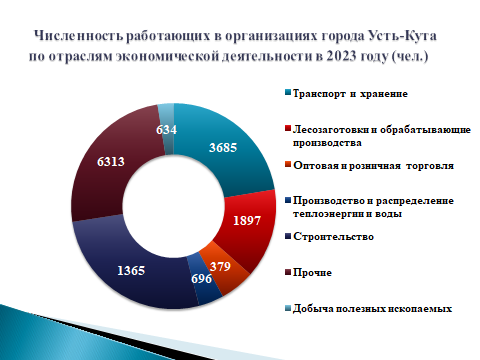 Численность работающих в организациях города Усть-Кута
по отраслям экономической деятельности в 2023 году (чел.)
634
3685
6313
1897
1365
379
696
Транспорт и хранение
Лесозаготовки и обрабатывающие
производства
Оптовая и розничная торговля
Производство и распределение
теплоэнергии и воды
Строительство
Прочие
Добыча полезных ископаемых